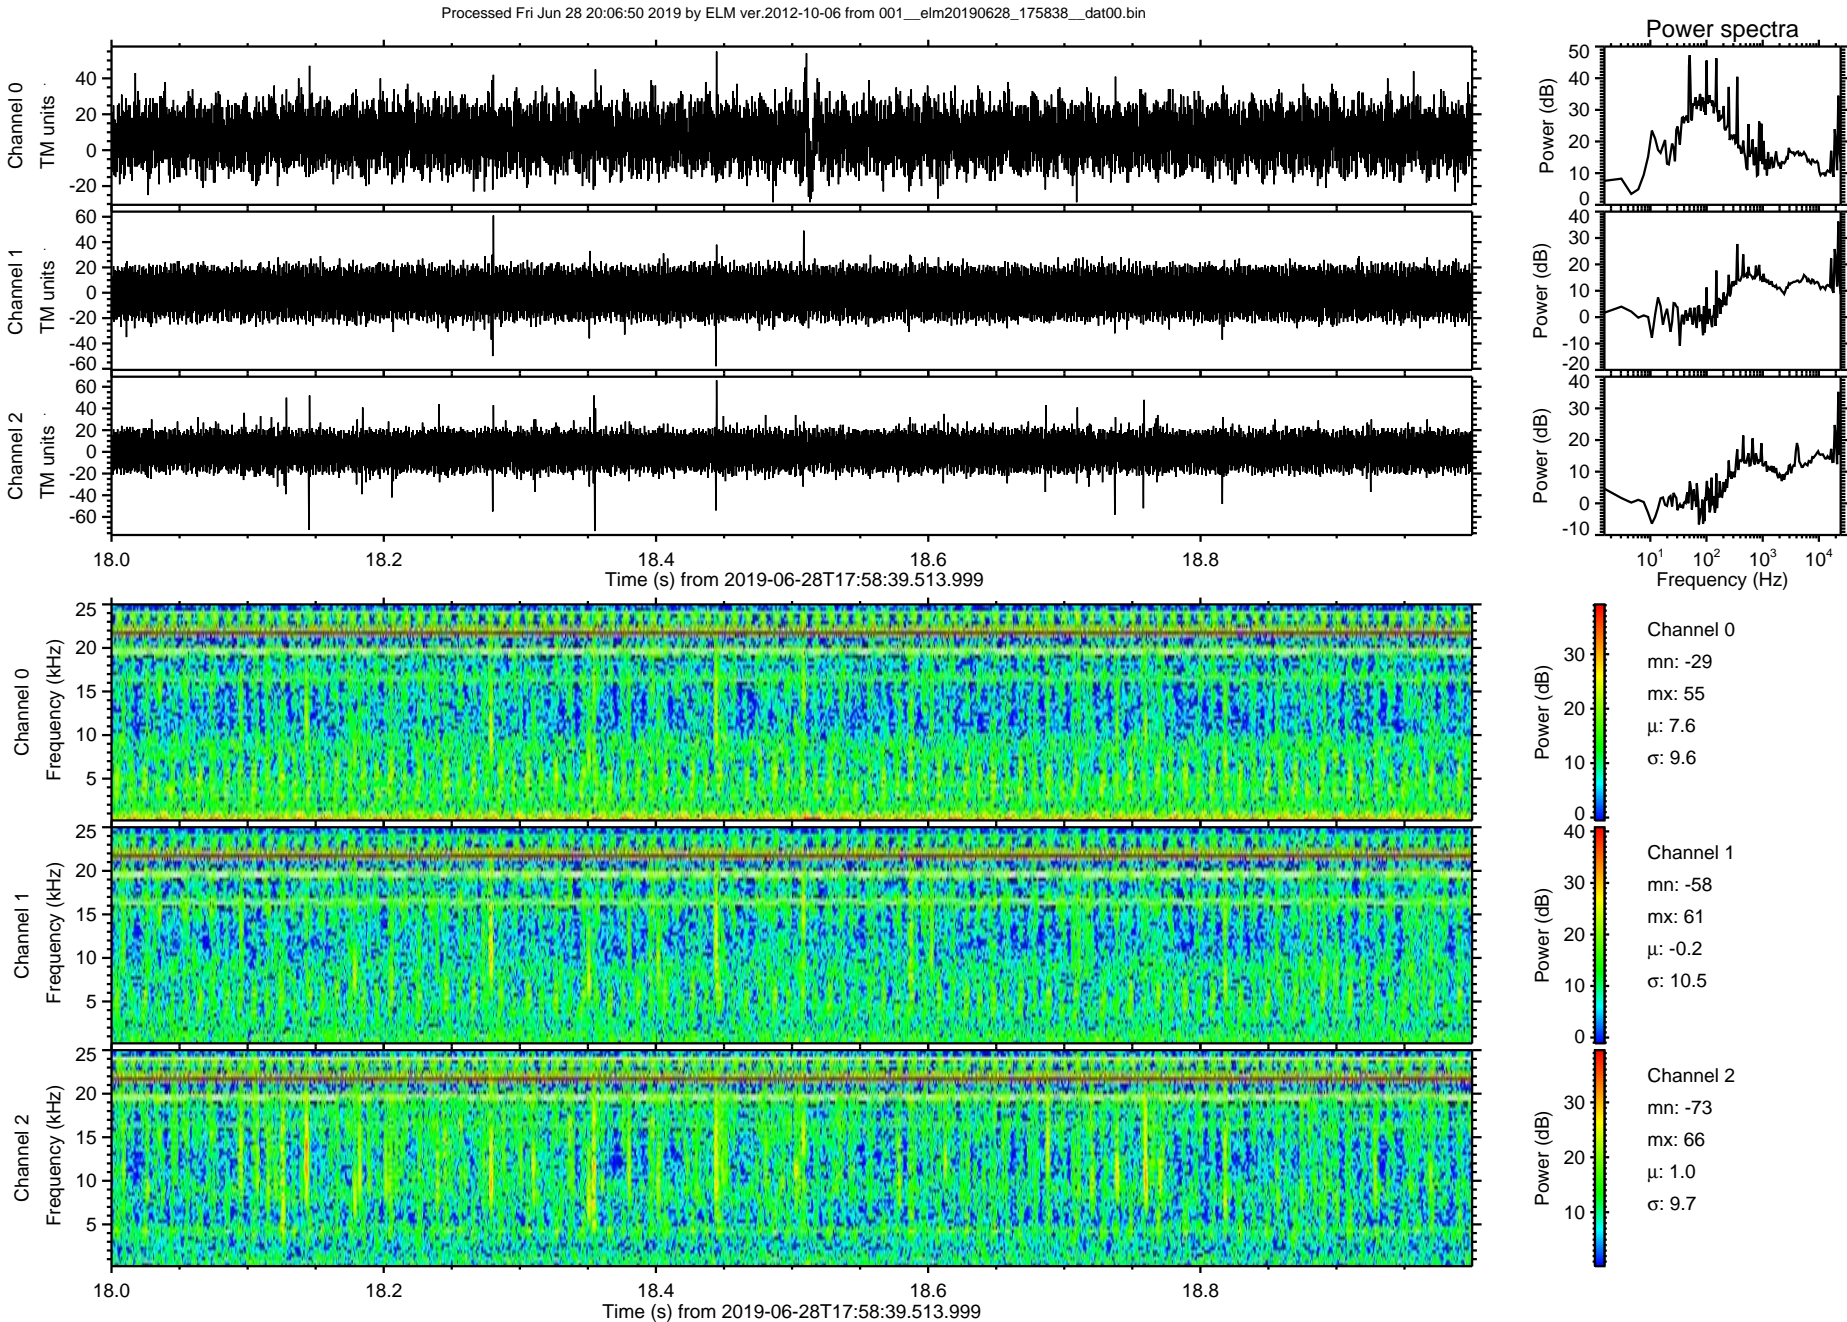 Processed Fri Jun 28 20:06:50 2019 by ELM ver.2012-10-06 from 001__elm20190628_175838__dat00.bin
Power spectra
Channel 0
TM units
40
20
0
-20
Power (dB)
50
40
30
20
10
0
Channel 1
TM units
60
40
20
0
-20
-40
-60
Power (dB)
40
30
20
10
0
-10
-20
Channel 2
TM units
60
40
20
0
-20
-40
-60
Power (dB)
40
30
20
10
0
-10
18.0 18.2 18.4 18.6 18.8
Time (s) from 2019-06-28T17:58:39.513.999
10¹ 10² 10³ 10⁴
Frequency (Hz)
Channel 0
Frequency (kHz)
25
20
15
10
5
Power (dB)
30
20
10
0
Channel 0
mn: -29
mx: 55
μ: 7.6
σ: 9.6
Channel 1
Frequency (kHz)
25
20
15
10
5
Power (dB)
40
30
20
10
0
Channel 1
mn: -58
mx: 61
μ: -0.2
σ: 10.5
Channel 2
Frequency (kHz)
25
20
15
10
5
Power (dB)
30
20
10
Channel 2
mn: -73
mx: 66
μ: 1.0
σ: 9.7
18.0 18.2 18.4 18.6 18.8
Time (s) from 2019-06-28T17:58:39.513.999